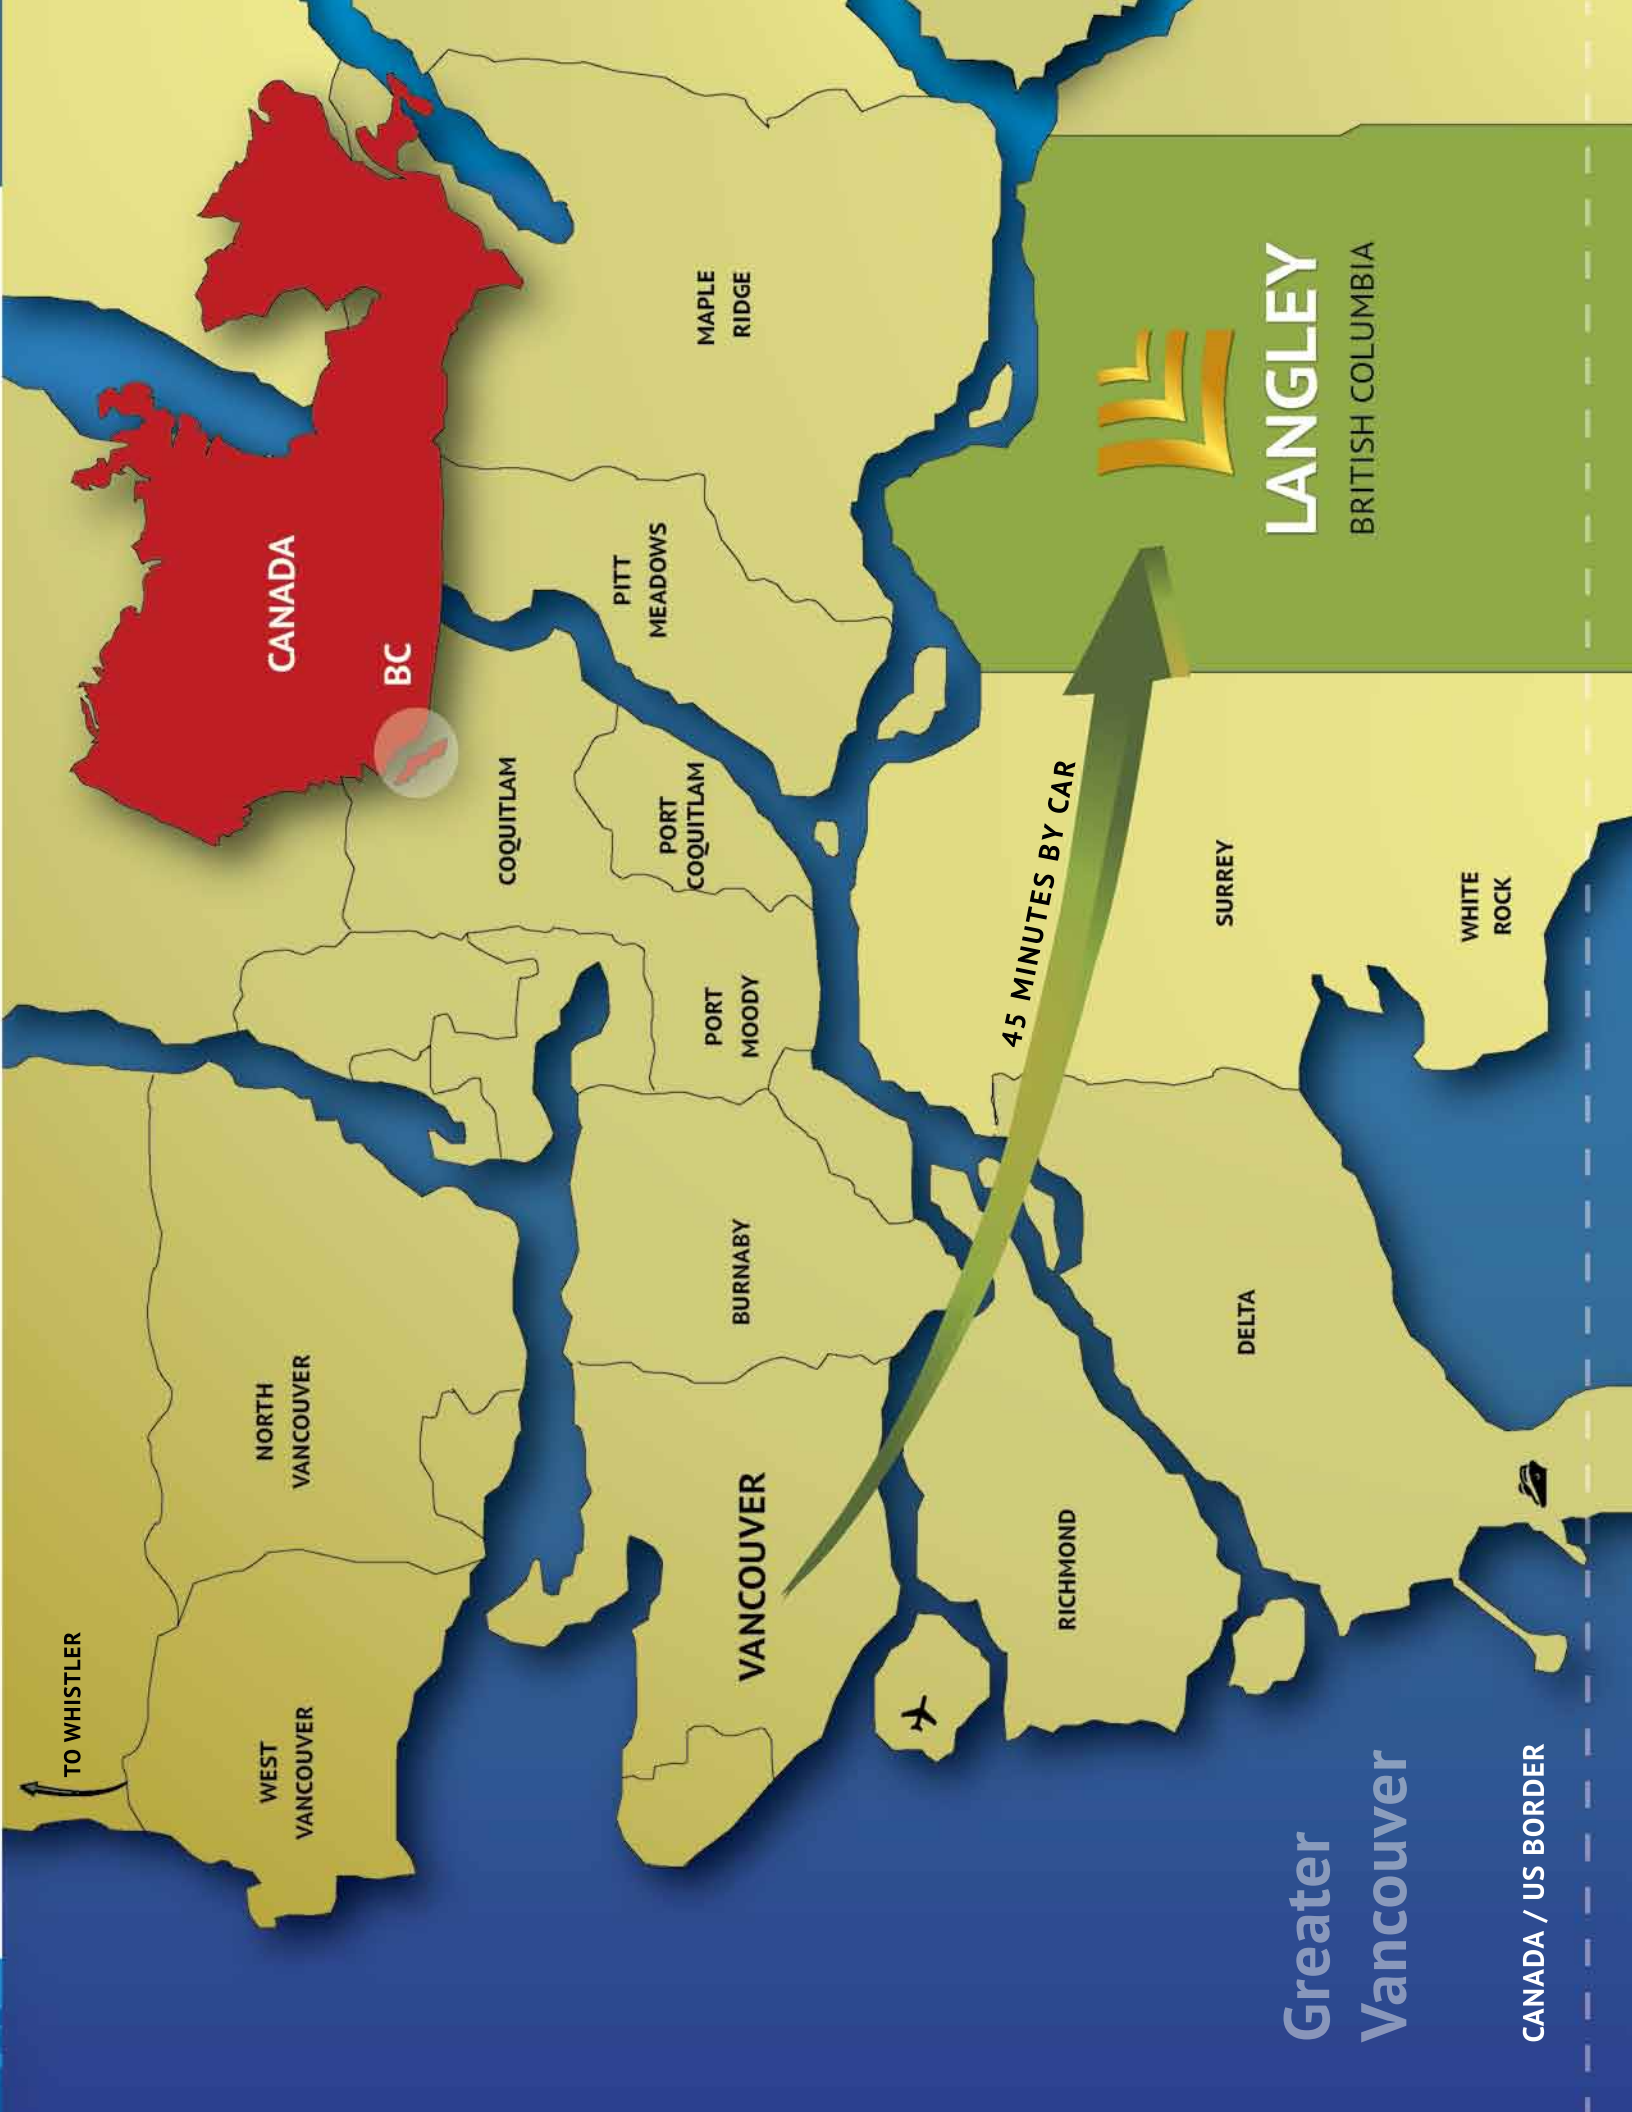 TO WHISTLER
CANADA
BC
WEST
VANCOUVER
NORTH
VANCOUVER
COQUITLAM
PITT
MEADOWS
MAPLE
RIDGE
PORT
COQUITLAM
PORT
MOODY
BURNABY
VANCOUVER
45 MINUTES BY CAR
RICHMOND
DELTA
SURREY
WHITE
ROCK
LANGLEY
BRITISH COLUMBIA
Greater
Vancouver
CANADA / US BORDER